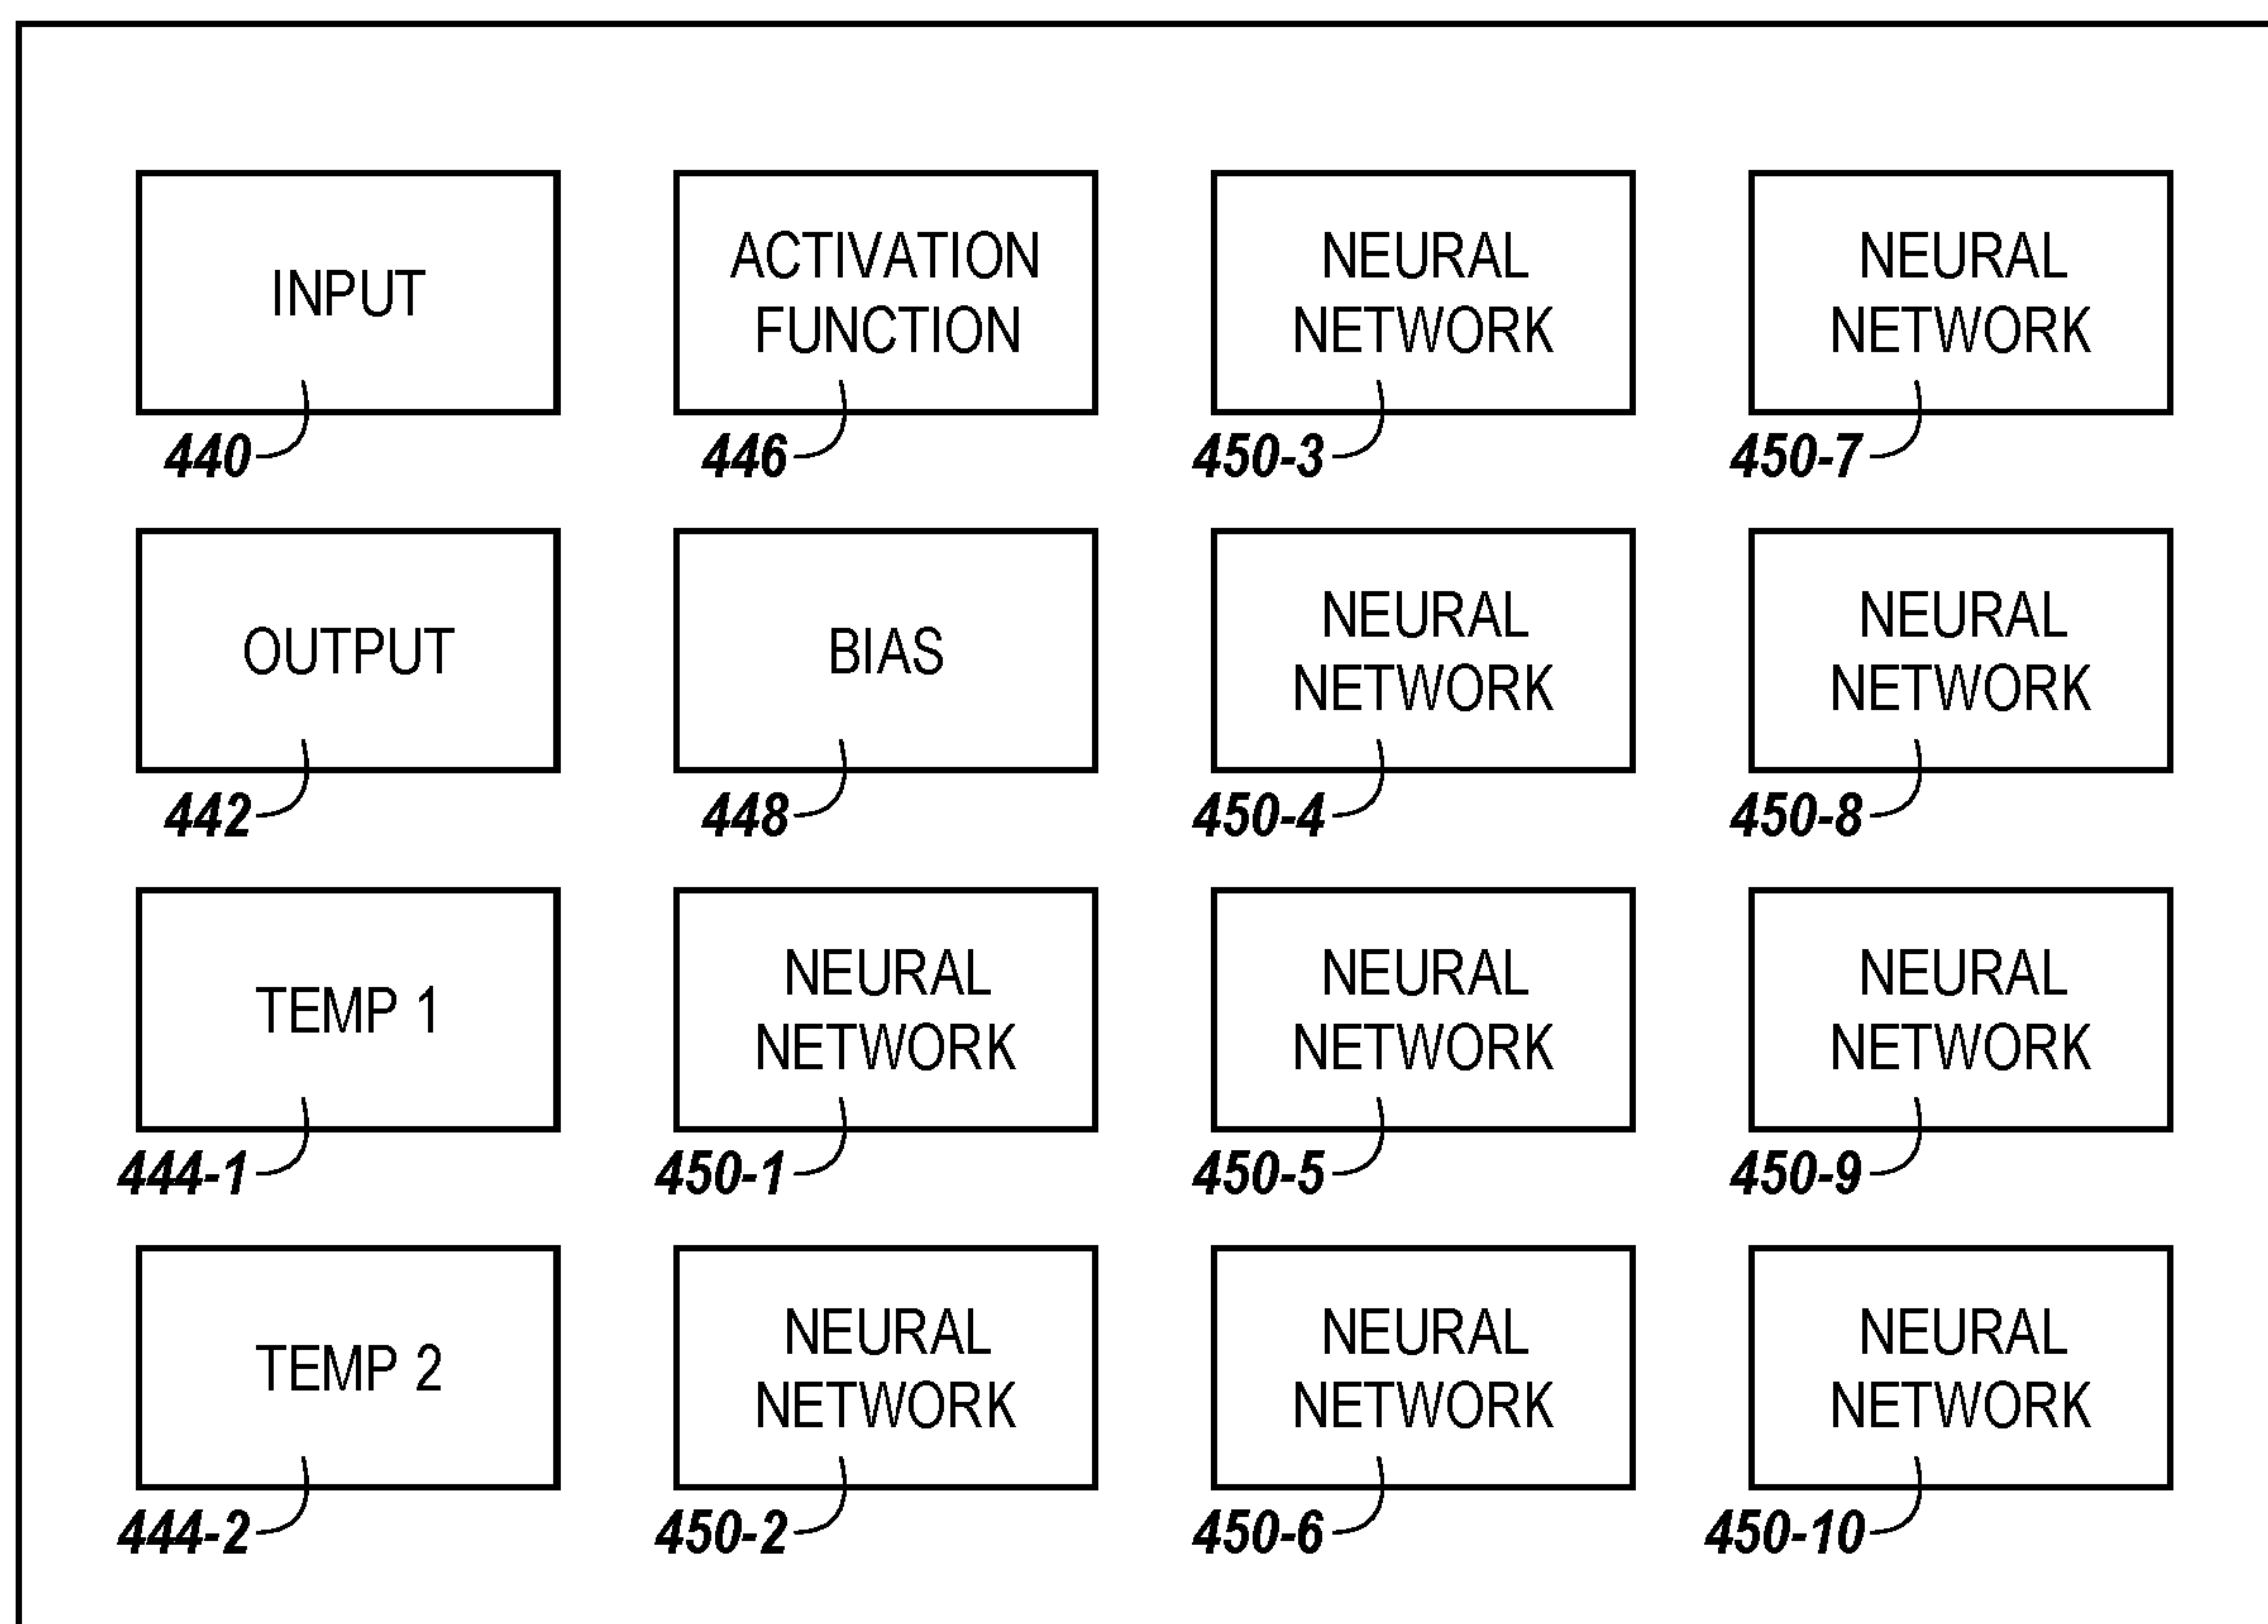 INPUT
440
ACTIVATION
FUNCTION
446
NEURAL
NETWORK
450-3
NEURAL
NETWORK
450-7
OUTPUT
442
BIAS
448
NEURAL
NETWORK
450-4
NEURAL
NETWORK
450-8
TEMP 1
444-1
NEURAL
NETWORK
450-1
NEURAL
NETWORK
450-5
NEURAL
NETWORK
450-9
TEMP 2
444-2
NEURAL
NETWORK
450-2
NEURAL
NETWORK
450-6
NEURAL
NETWORK
450-10